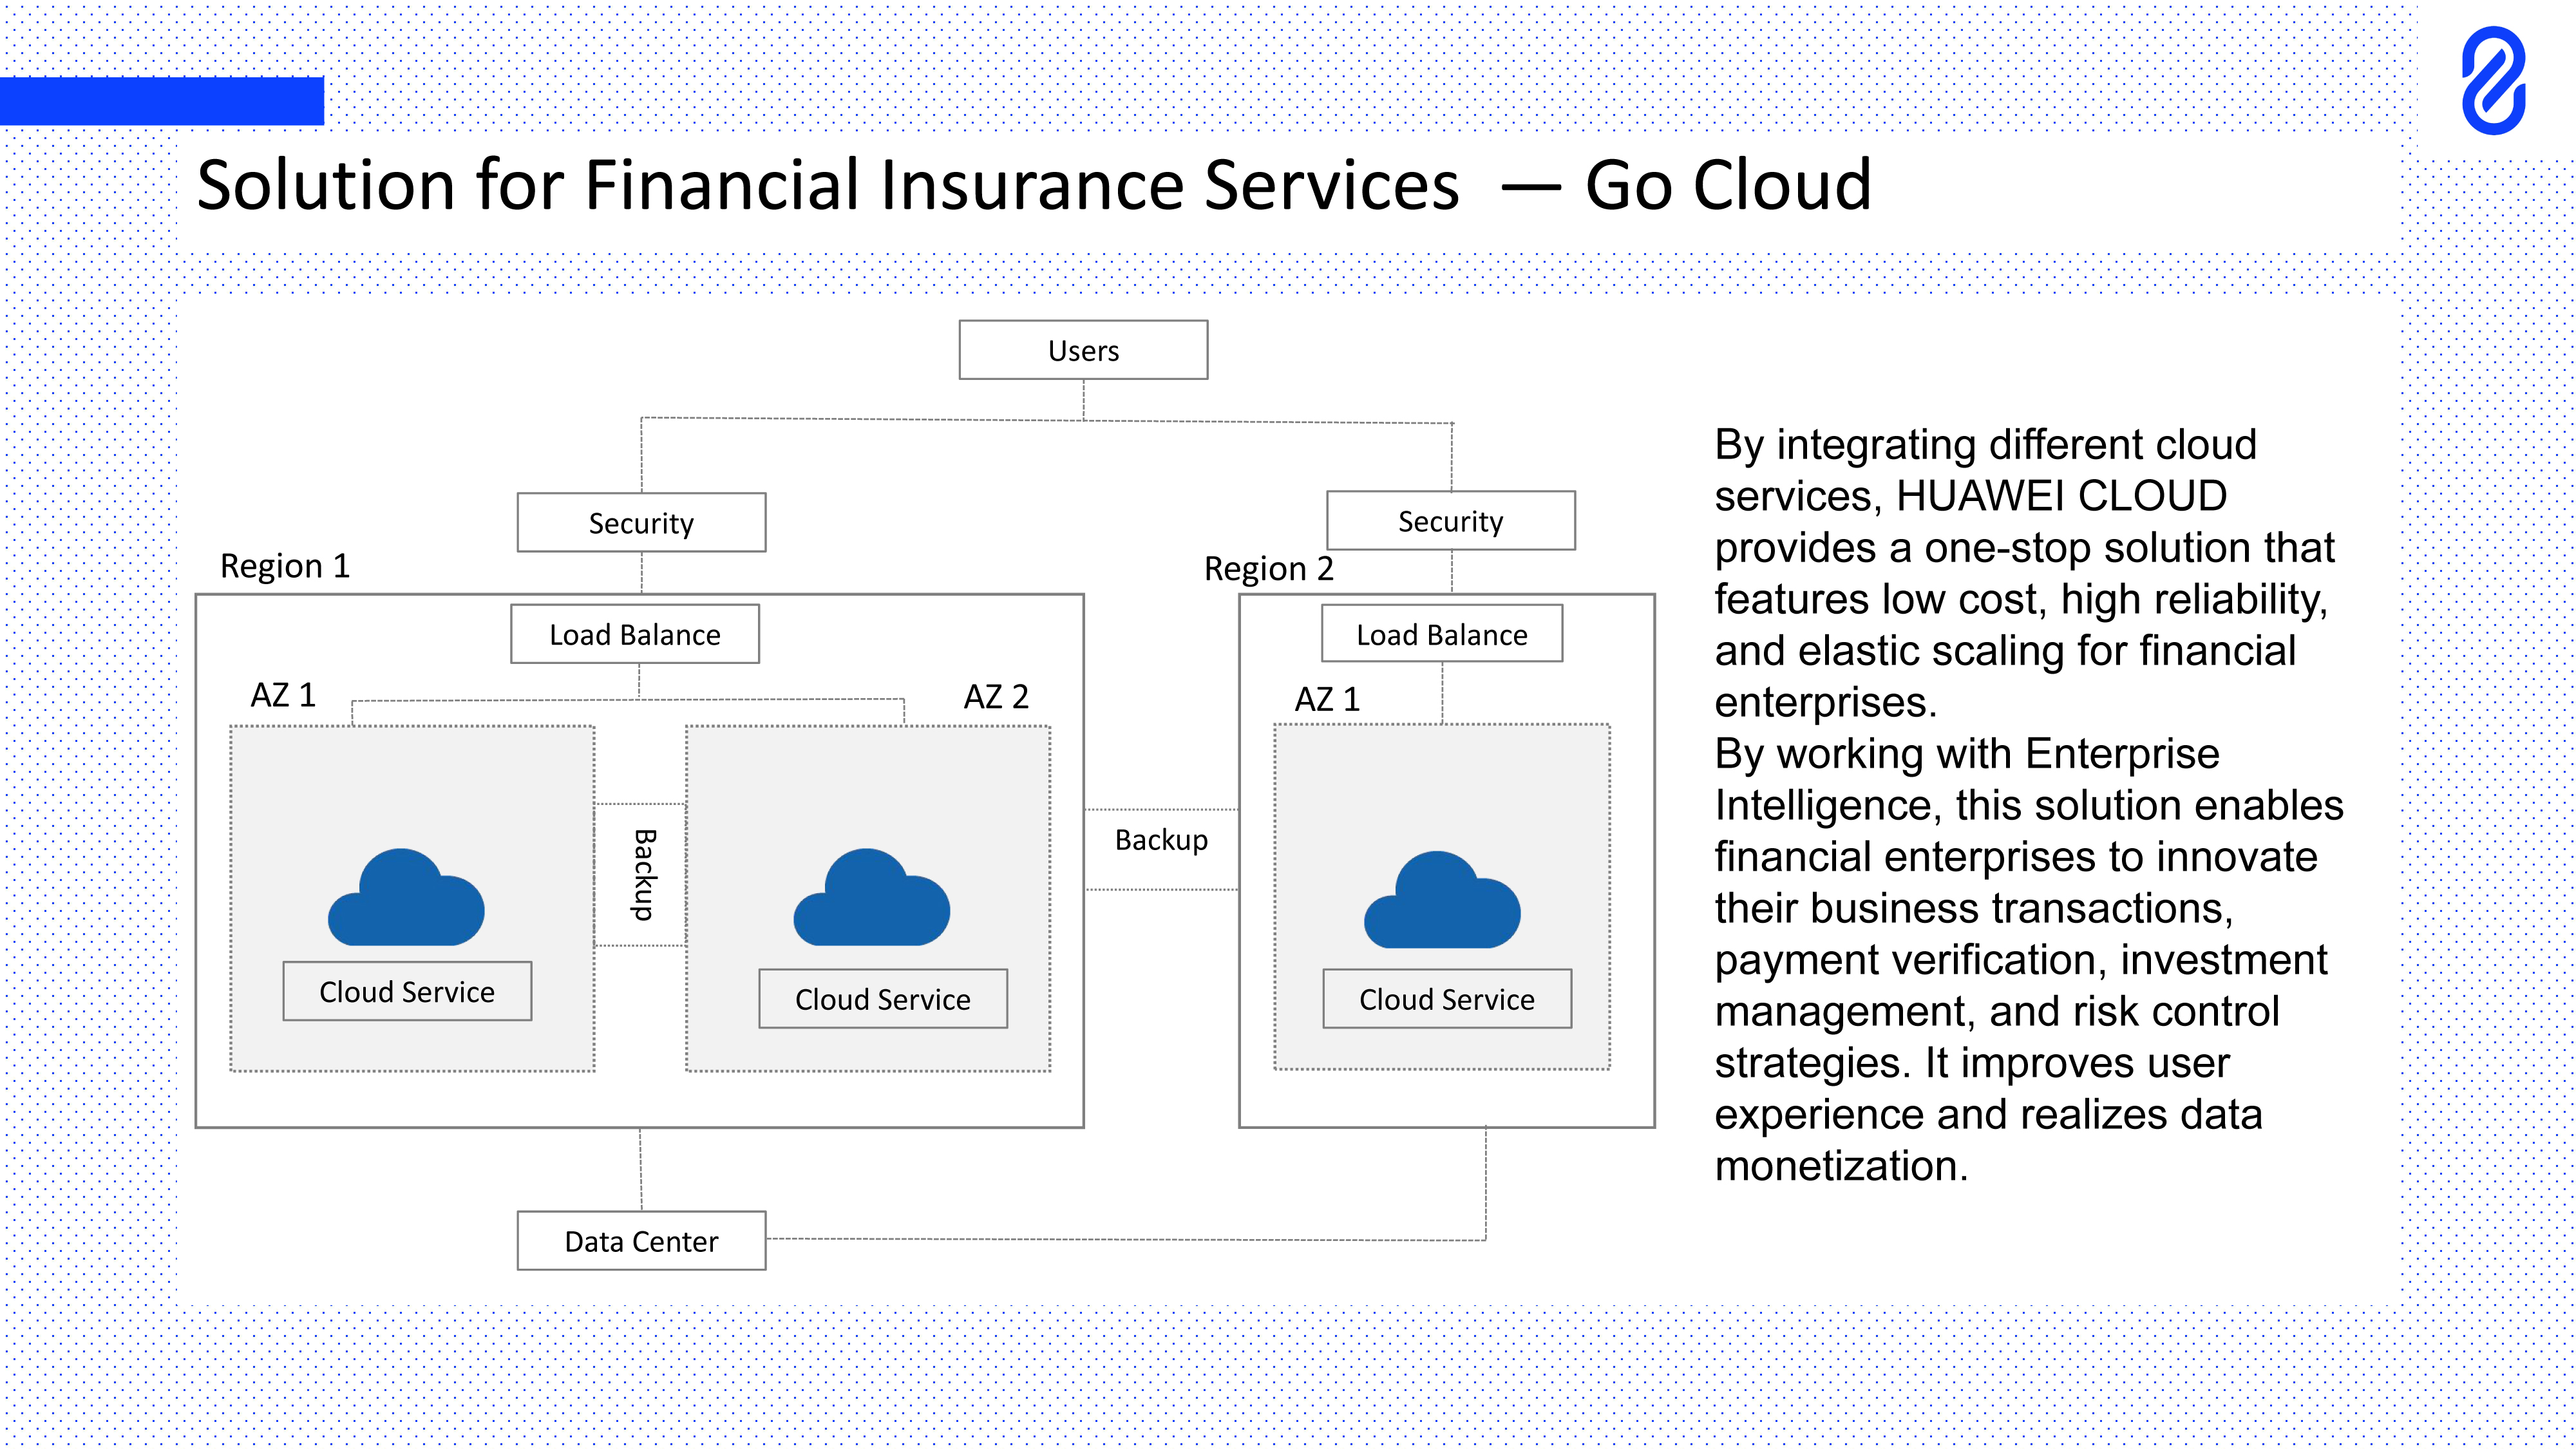 Solution for Financial Insurance Services — Go Cloud
Users
Security
Security
Region 1
Region 2
Load Balance
Load Balance
AZ 1
AZ 2
AZ 1
Backup
Backup
Cloud Service
Cloud Service
Cloud Service
Data Center
By integrating different cloud
services, HUAWEI CLOUD
provides a one-stop solution that
features low cost, high reliability,
and elastic scaling for financial
enterprises.
By working with Enterprise
Intelligence, this solution enables
financial enterprises to innovate
their business transactions,
payment verification, investment
management, and risk control
strategies. It improves user
experience and realizes data
monetization.